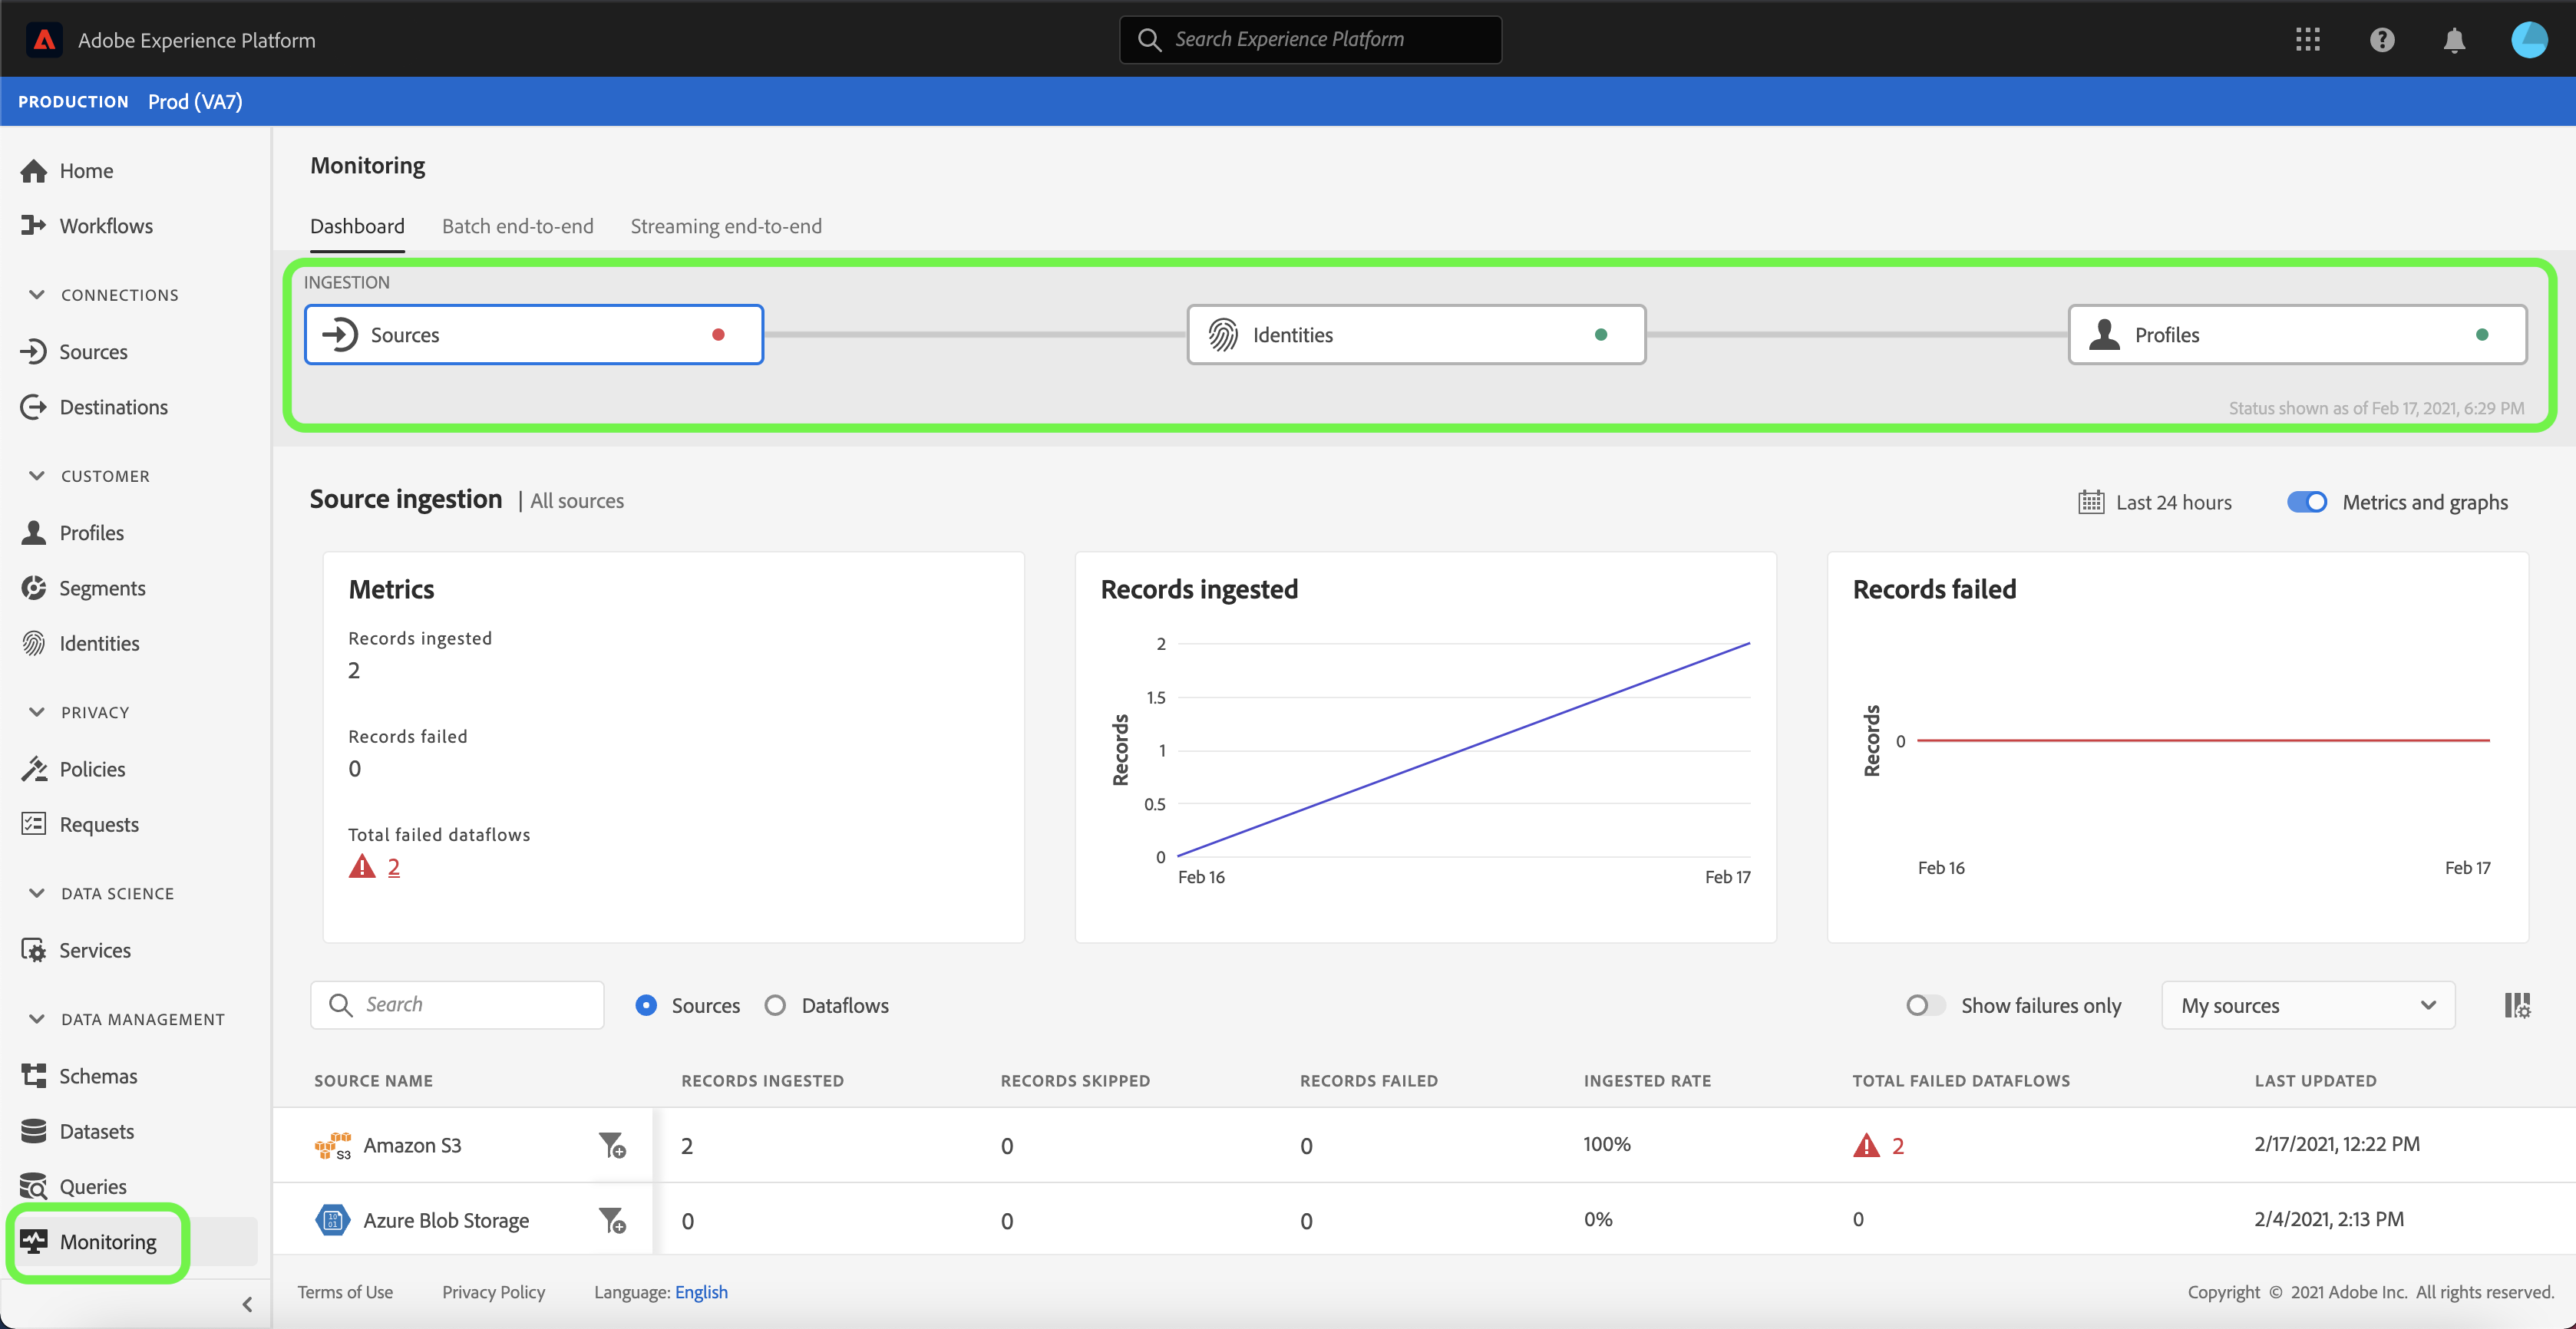 Adobe Experience Platform
Search Experience Platform
PRODUCTION Prod (VA7)
Home
Workflows
CONNECTIONS
Sources
Destinations
CUSTOMER
Profiles
Segments
Identities
PRIVACY
Policies
Requests
DATA SCIENCE
Services
DATA MANAGEMENT
Schemas
Datasets
Queries
Monitoring
Monitoring
Dashboard Batch end-to-end Streaming end-to-end
INGESTION
Sources Identities Profiles
Status shown as of Feb 17, 2021, 6:29 PM
Source ingestion | All sources Last 24 hours Metrics and graphs
Metrics
Records ingested
2
Records failed
0
Total failed dataflows
2
Records ingested
Records
2
1.5
1
0.5
0
Feb 16 Feb 17
Records failed
Records
0
Feb 16 Feb 17
Search Sources Dataflows Show failures only My sources
SOURCE NAME RECORDS INGESTED RECORDS SKIPPED RECORDS FAILED INGESTED RATE TOTAL FAILED DATAFLOWS LAST UPDATED
S3 Amazon S3 2 0 0 100% 2 2/17/2021, 12:22 PM
10 01 Azure Blob Storage 0 0 0 0% 0 2/4/2021, 2:13 PM
Terms of Use Privacy Policy Language: English Copyright © 2021 Adobe Inc. All rights reserved.